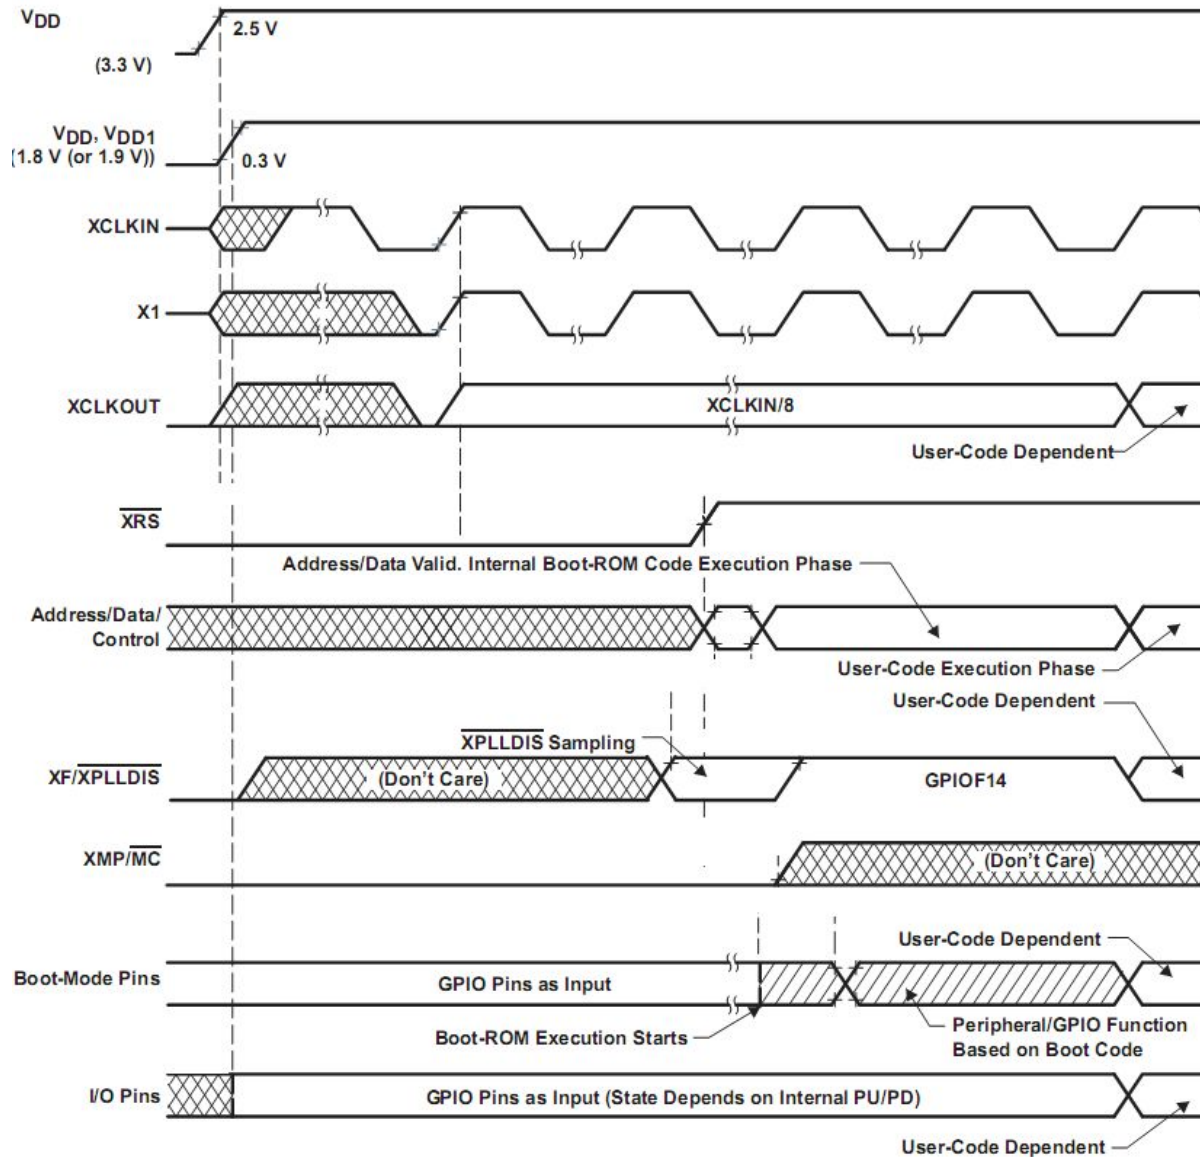 VDD
2.5 V
(3.3 V)
VDD, VDD1
(1.8 V (or 1.9 V))
0.3 V
XCLKIN
X1
XCLKOUT
XCLKIN/8
User-Code Dependent
XRS
Address/Data Valid. Internal Boot-ROM Code Execution Phase
Address/Data/
Control
User-Code Execution Phase
User-Code Dependent
XPLLDIS Sampling
XF/XPLLDIS
(Don't Care)
GPIOF14
XMP/MC
(Don't Care)
User-Code Dependent
Boot-Mode Pins
GPIO Pins as Input
Boot-ROM Execution Starts
Peripheral/GPIO Function
Based on Boot Code
I/O Pins
GPIO Pins as Input (State Depends on Internal PU/PD)
User-Code Dependent